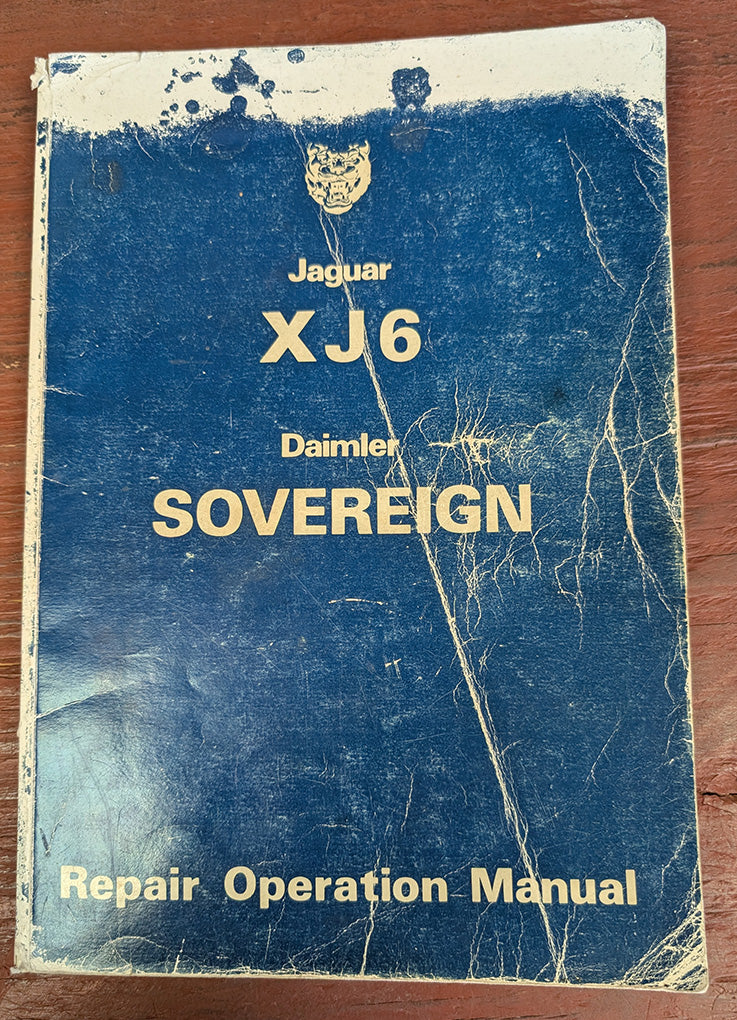 Jaguar
XJ6
Daimler
SOVEREIGN
Repair Operation Manual